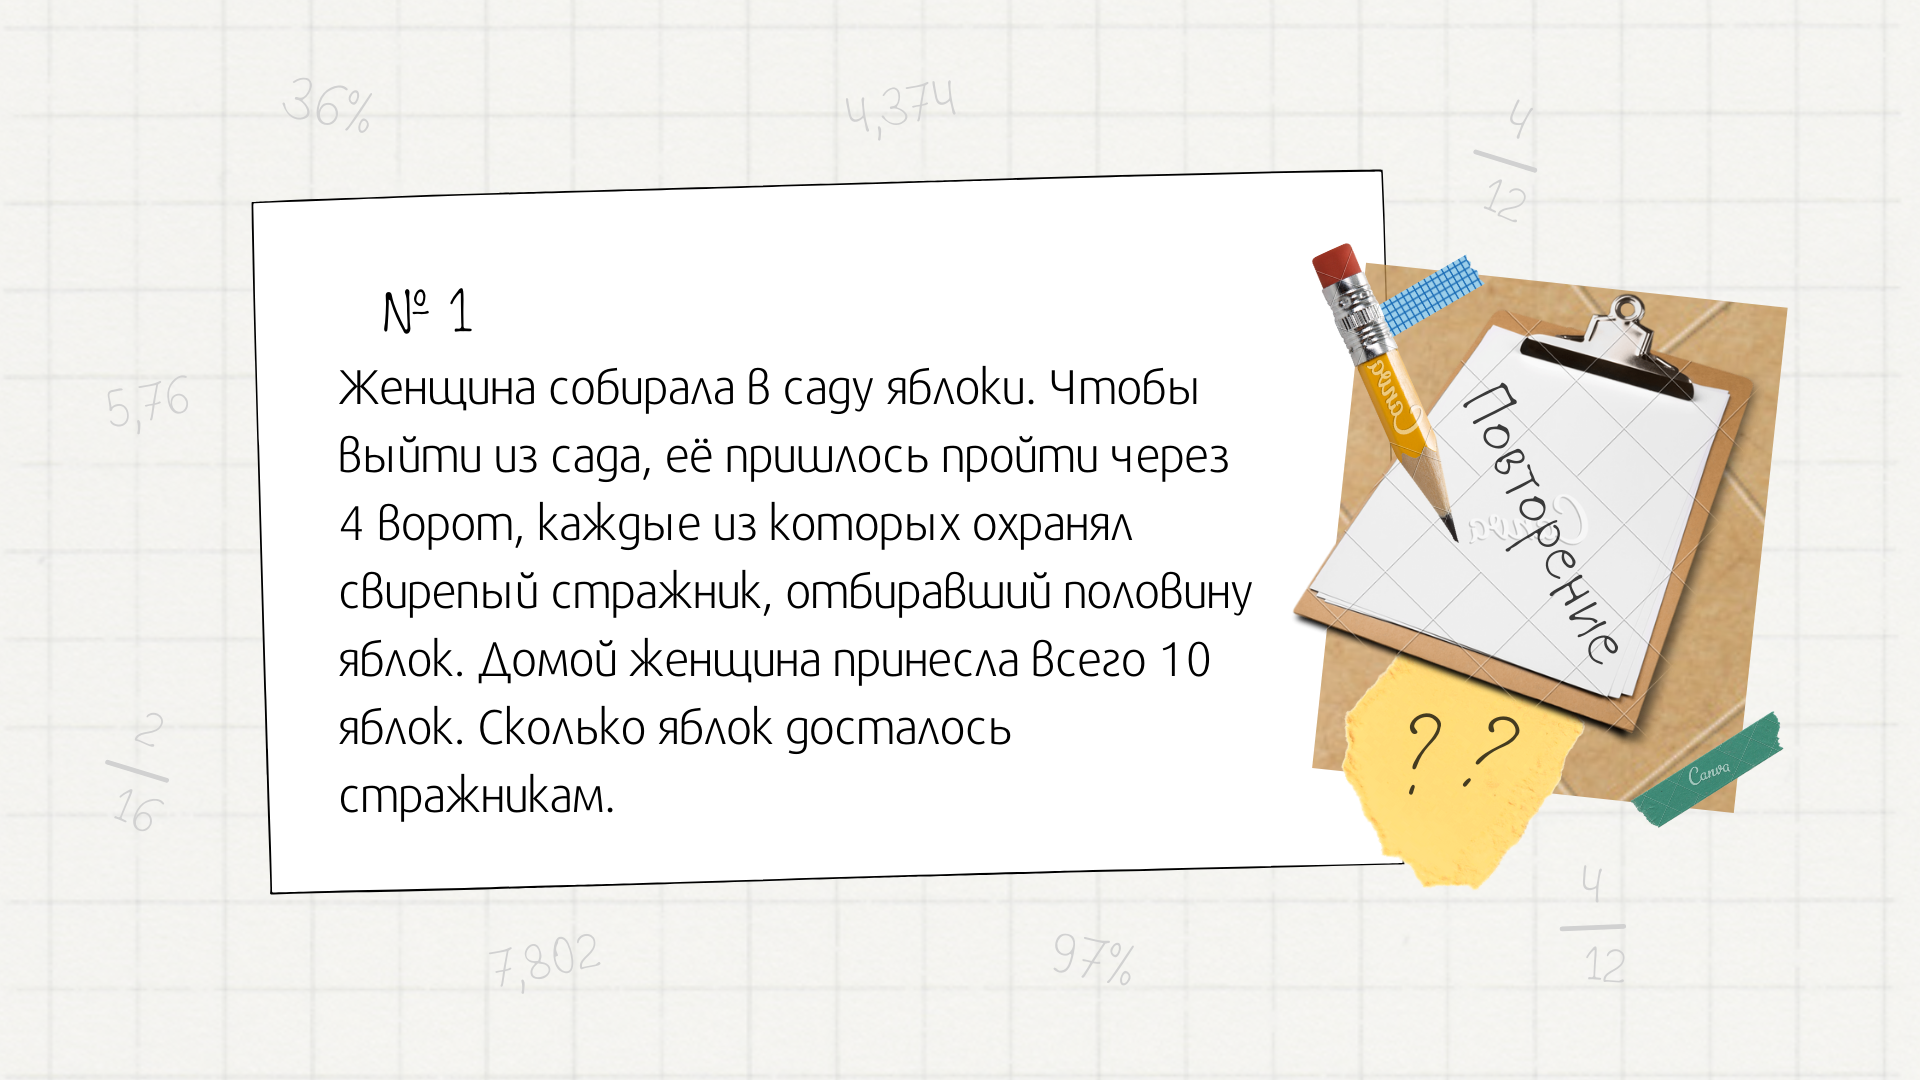 36%
4,374
4
12
№ 1
Женщина собирала в саду яблоки. Чтобы
выйти из сада, её пришлось пройти через
4 ворот, каждые из которых охранял
свирепый стражник, отбиравший половину
яблок. Домой женщина принесла всего 10
яблок. Сколько яблок досталось
стражникам.
Canva
Canva
Повторение
? ?
Canva
5,76
2
16
7,802
97%
4
12